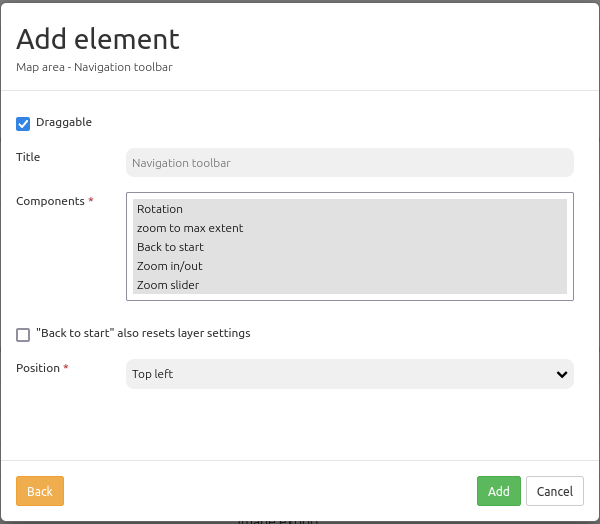 Add element
Map area - Navigation toolbar
Draggable
Title
Navigation toolbar
Components *
Rotation
zoom to max extent
Back to start
Zoom in/out
Zoom slider
"Back to start" also resets layer settings
Position *
Top left
Back
Add
Cancel